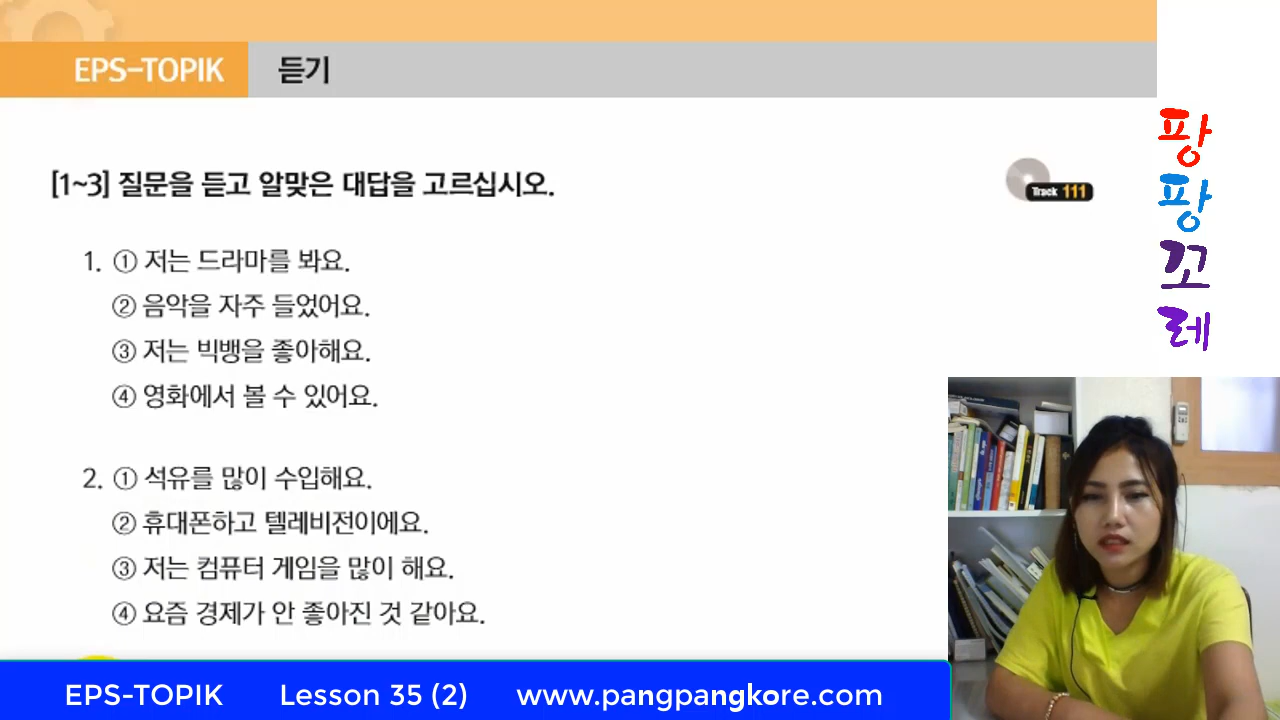 EPS-TOPIK 듣기
[1~3] 질문을 듣고 알맞은 대답을 고르십시오.
Track 111
1. ① 저는 드라마를 봐요.
② 음악을 자주 들었어요.
③ 저는 빅뱅을 좋아해요.
④ 영화에서 볼 수 있어요.
2. ① 석유를 많이 수입해요.
② 휴대폰하고 텔레비전이에요.
③ 저는 컴퓨터 게임을 많이 해요.
④ 요즘 경제가 안 좋아진 것 같아요.
팡
팡
꼬
레
EPS-TOPIK Lesson 35 (2) www.pangpangkore.com